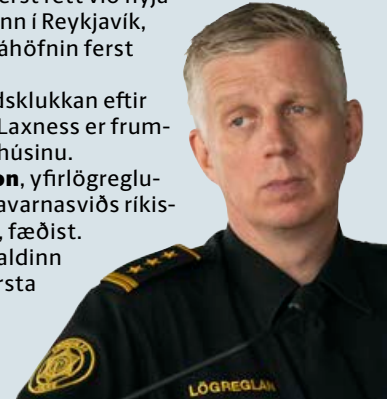 rétt við nýja
nn í Reykjavík,
áhöfnin ferst
dsklukkan eftir
Laxness er frum-
húsinu.
on, yfirlögreglu-
avarnasviðs ríkis-
, fæðist.
aldinn
rsta
LÖGREGLAN